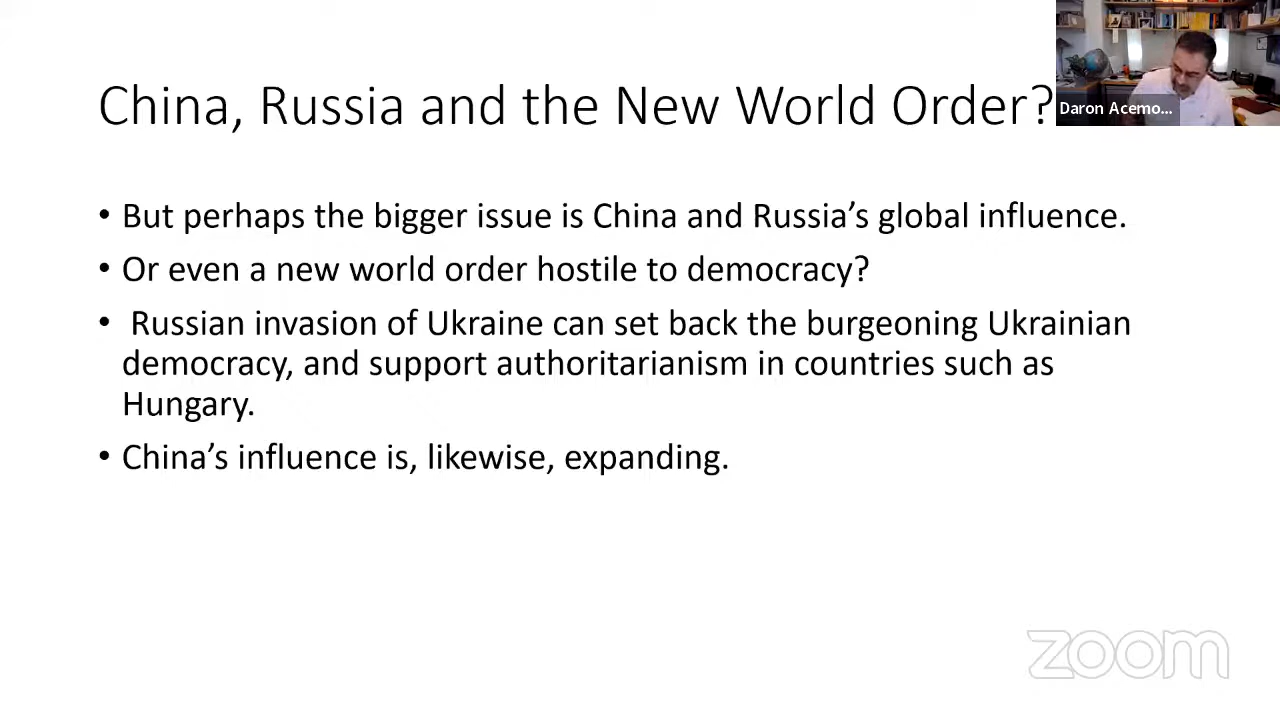 China, Russia and the New World Order?
Daron Acemo...
• But perhaps the bigger issue is China and Russia’s global influence.
• Or even a new world order hostile to democracy?
• Russian invasion of Ukraine can set back the burgeoning Ukrainian
democracy, and support authoritarianism in countries such as
Hungary.
• China’s influence is, likewise, expanding.
zoom